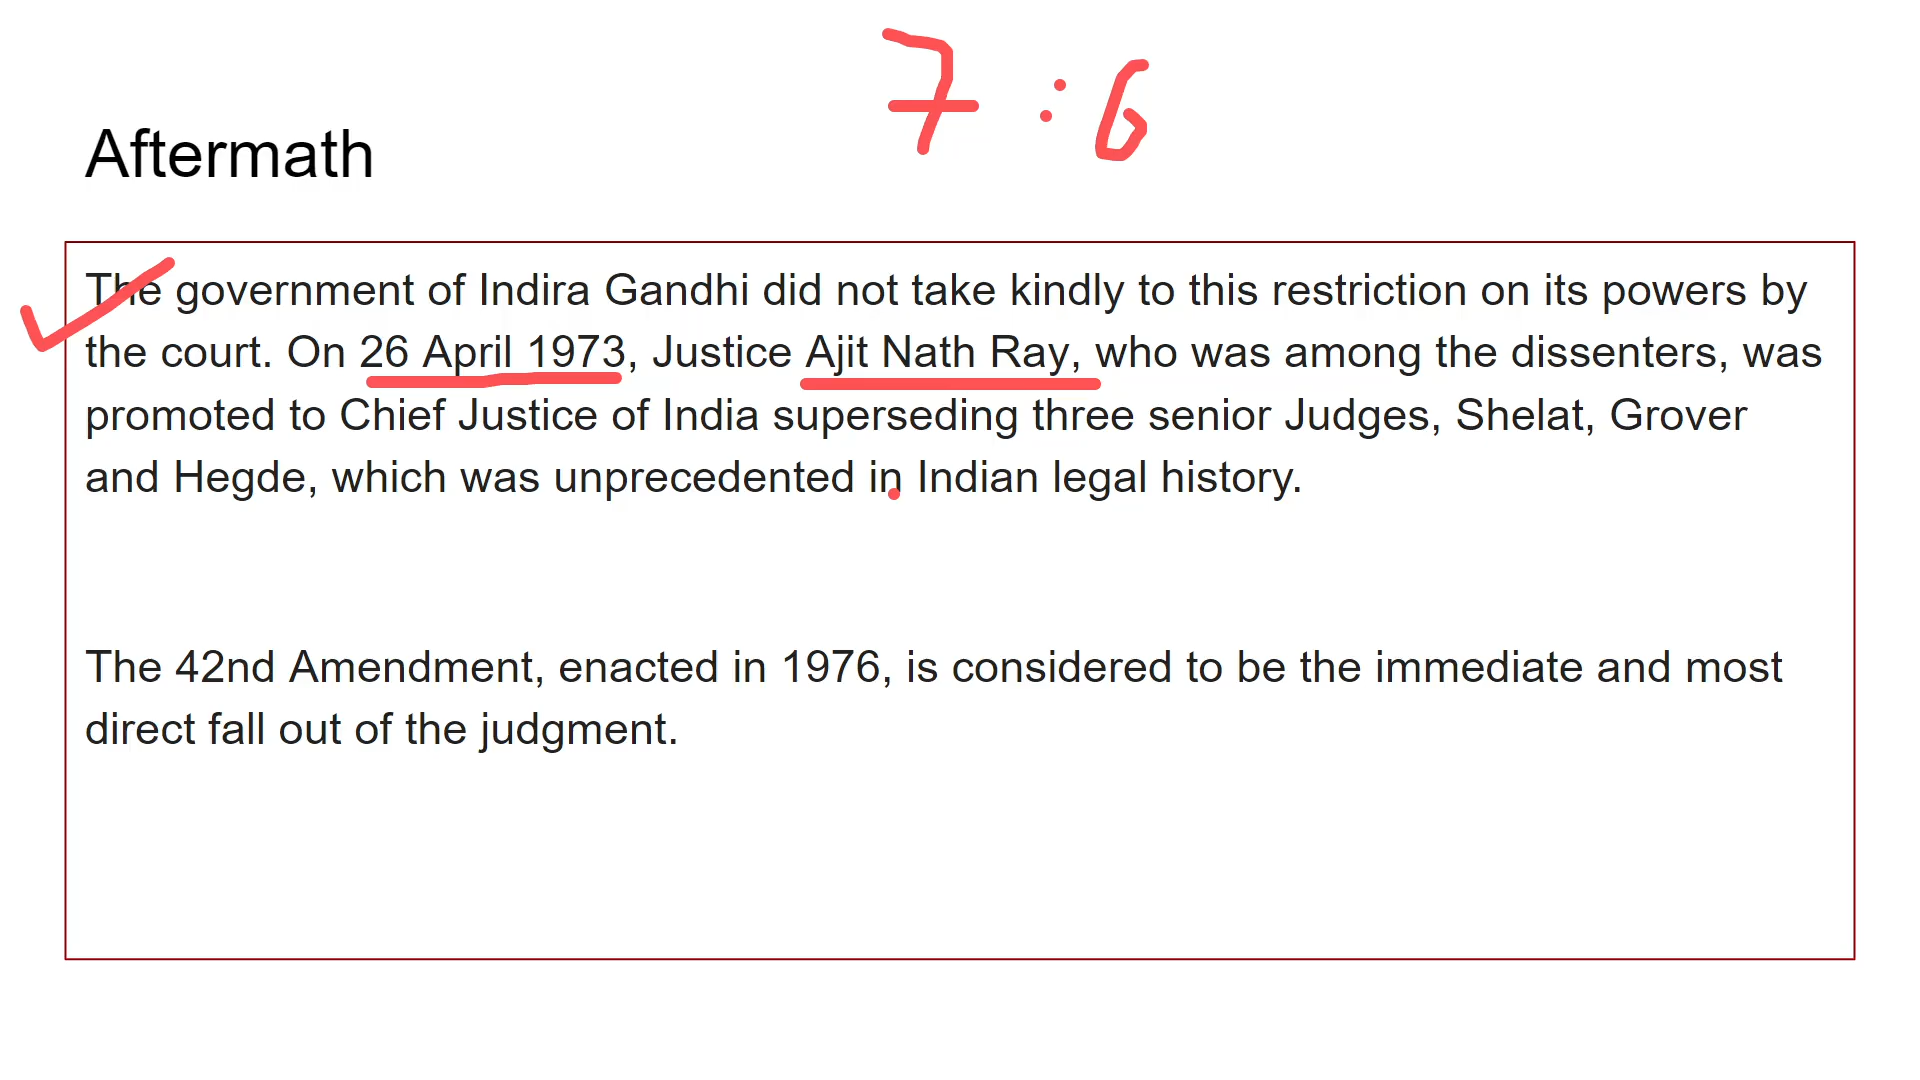 7 : 6
Aftermath
The government of Indira Gandhi did not take kindly to this restriction on its powers by
the court. On 26 April 1973, Justice Ajit Nath Ray, who was among the dissenters, was
promoted to Chief Justice of India superseding three senior Judges, Shelat, Grover
and Hegde, which was unprecedented in Indian legal history.
The 42nd Amendment, enacted in 1976, is considered to be the immediate and most
direct fall out of the judgment.